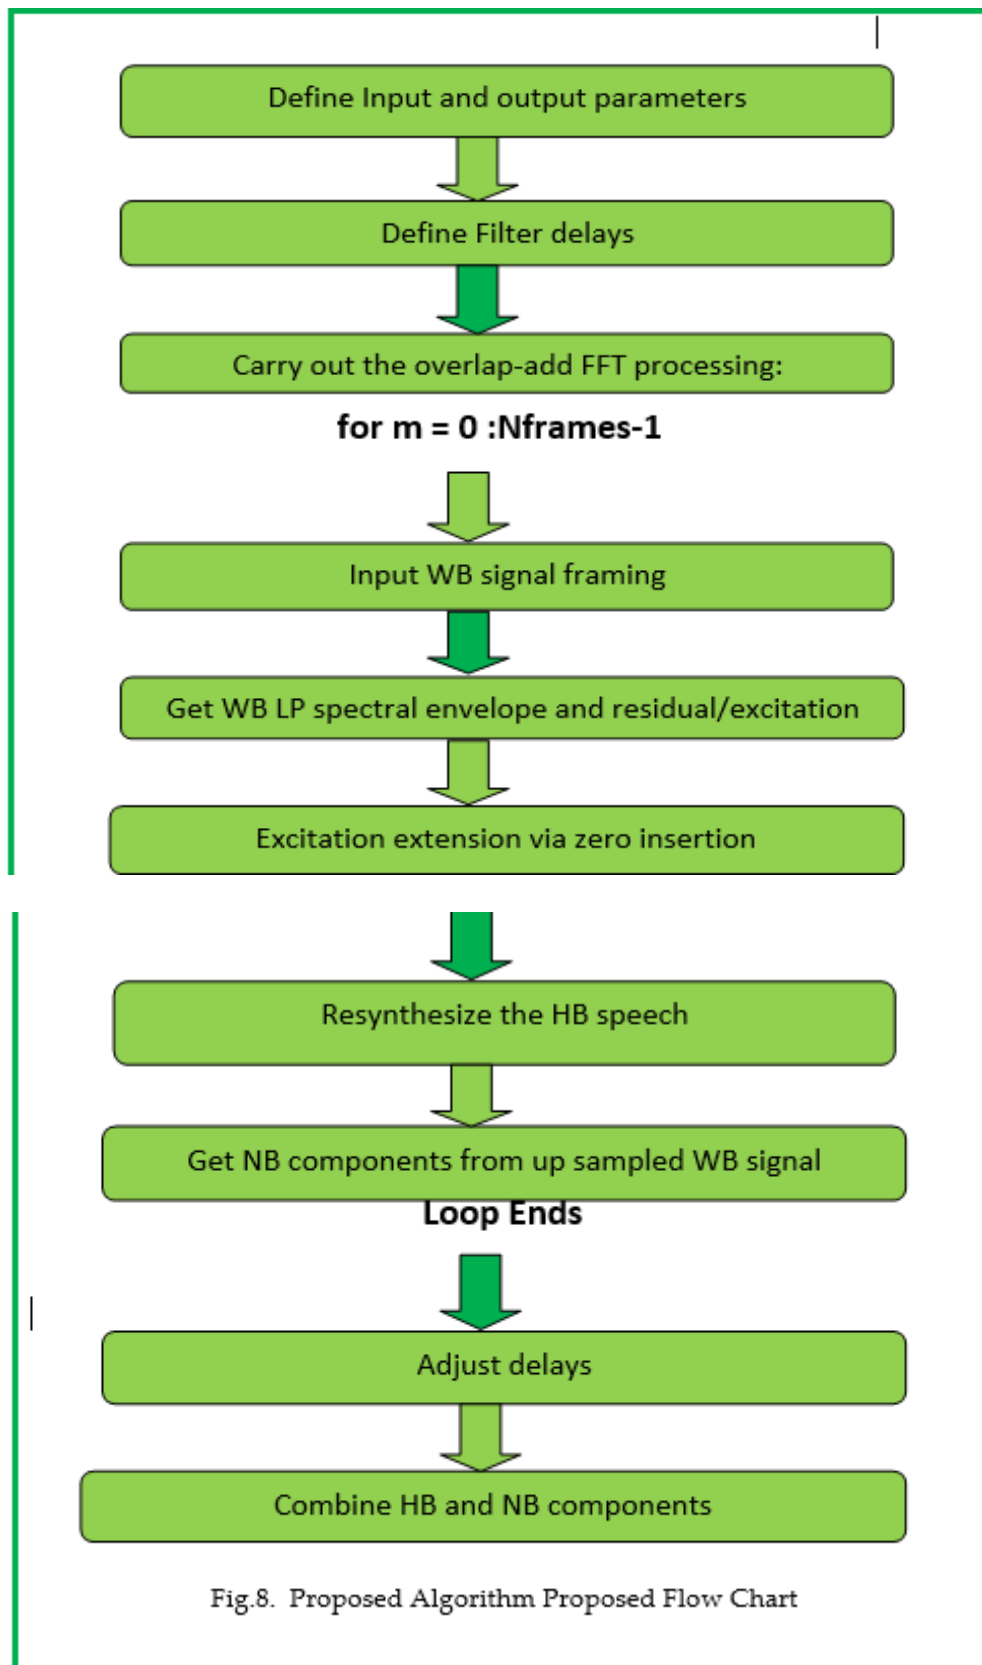 Define Input and output parameters
Define Filter delays
Carry out the overlap-add FFT processing:
for m = 0 :Nframes-1
Input WB signal framing
Get WB LP spectral envelope and residual/excitation
Excitation extension via zero insertion
Resynthesize the HB speech
Get NB components from up sampled WB signal
Loop Ends
Adjust delays
Combine HB and NB components
Fig.8. Proposed Algorithm Proposed Flow Chart